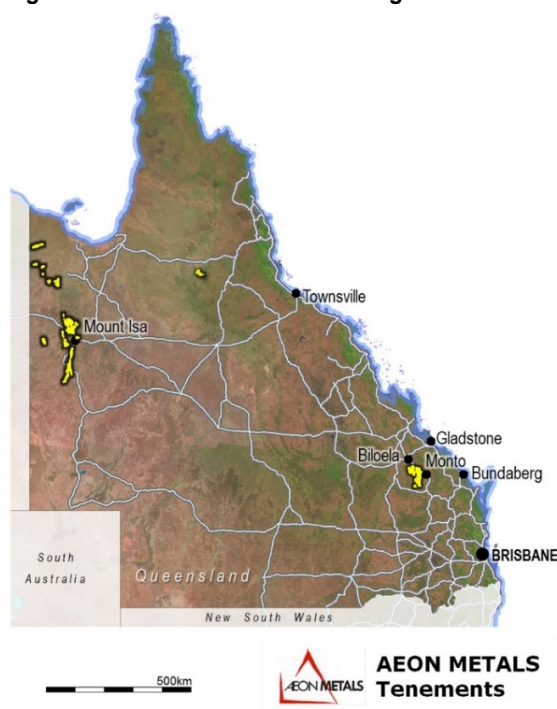 Townsville
Mount Isa
Gladstone
Biloela
Monto
Bundaberg
BRISBANE
South
Australia
Queensland
New South Wales
500km
AEON METALS
AEON METALS
Tenements